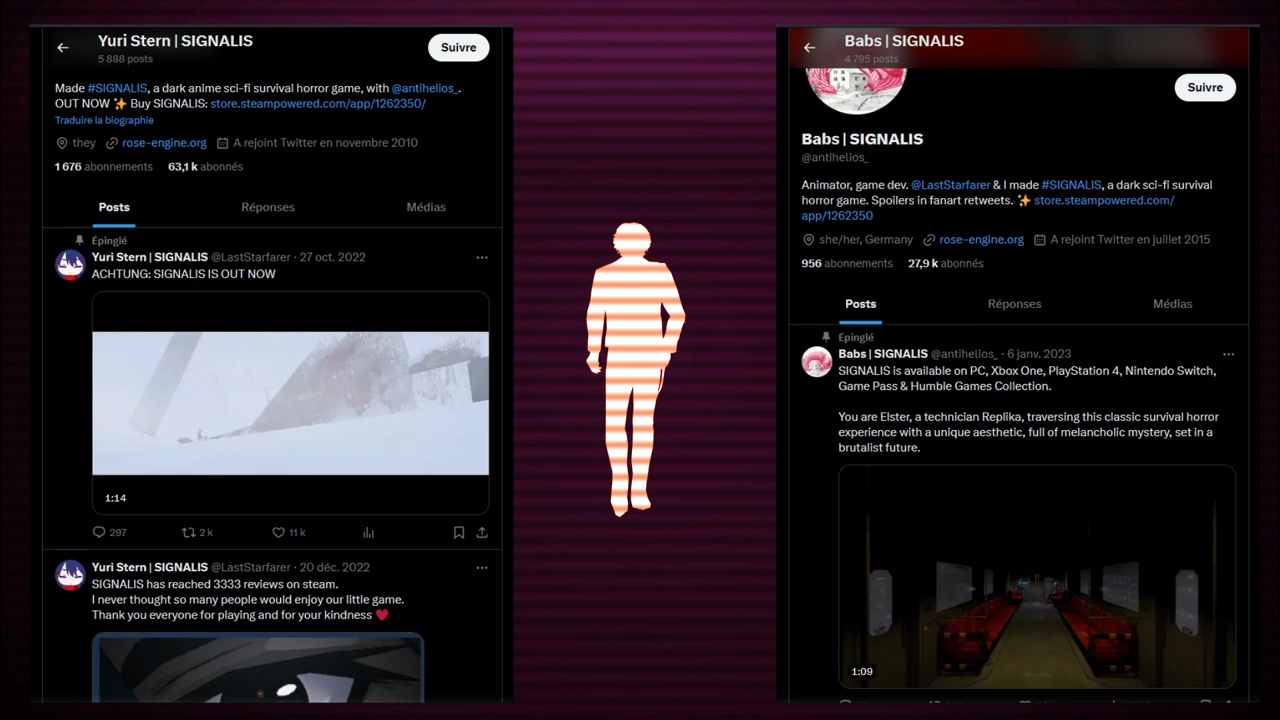 Yuri Stern | SIGNALIS
5 888 posts
Suivre
Made #SIGNALIS, a dark anime sci-fi survival horror game, with @antihelios_.
OUT NOW ✨ Buy SIGNALIS: store.steampowered.com/app/1262350/
Traduire la biographie
they rose-engine.org A rejoint Twitter en novembre 2010
1 676 abonnements 63,1 k abonnés
Posts Réponses Médias
Épinglé
Yuri Stern | SIGNALIS @LastStarfarer · 27 oct. 2022
ACHTUNG: SIGNALIS IS OUT NOW
1:14
297 2 k 11 k
Yuri Stern | SIGNALIS @LastStarfarer · 20 déc. 2022
SIGNALIS has reached 3333 reviews on steam.
I never thought so many people would enjoy our little game.
Thank you everyone for playing and for your kindness ♥
Babs | SIGNALIS
4 795 posts
Suivre
Babs | SIGNALIS
@antihelios_
Animator, game dev. @LastStarfarer & I made #SIGNALIS, a dark sci-fi survival
horror game. Spoilers in fanart retweets. ✨ store.steampowered.com/
app/1262350
she/her, Germany rose-engine.org A rejoint Twitter en juillet 2015
956 abonnements 27,9 k abonnés
Posts Réponses Médias
Épinglé
Babs | SIGNALIS @antihelios_ · 6 janv. 2023
SIGNALIS is available on PC, Xbox One, PlayStation 4, Nintendo Switch,
Game Pass & Humble Games Collection.
You are Elster, a technician Replika, traversing this classic survival horror
experience with a unique aesthetic, full of melancholic mystery, set in a
brutalist future.
1:09